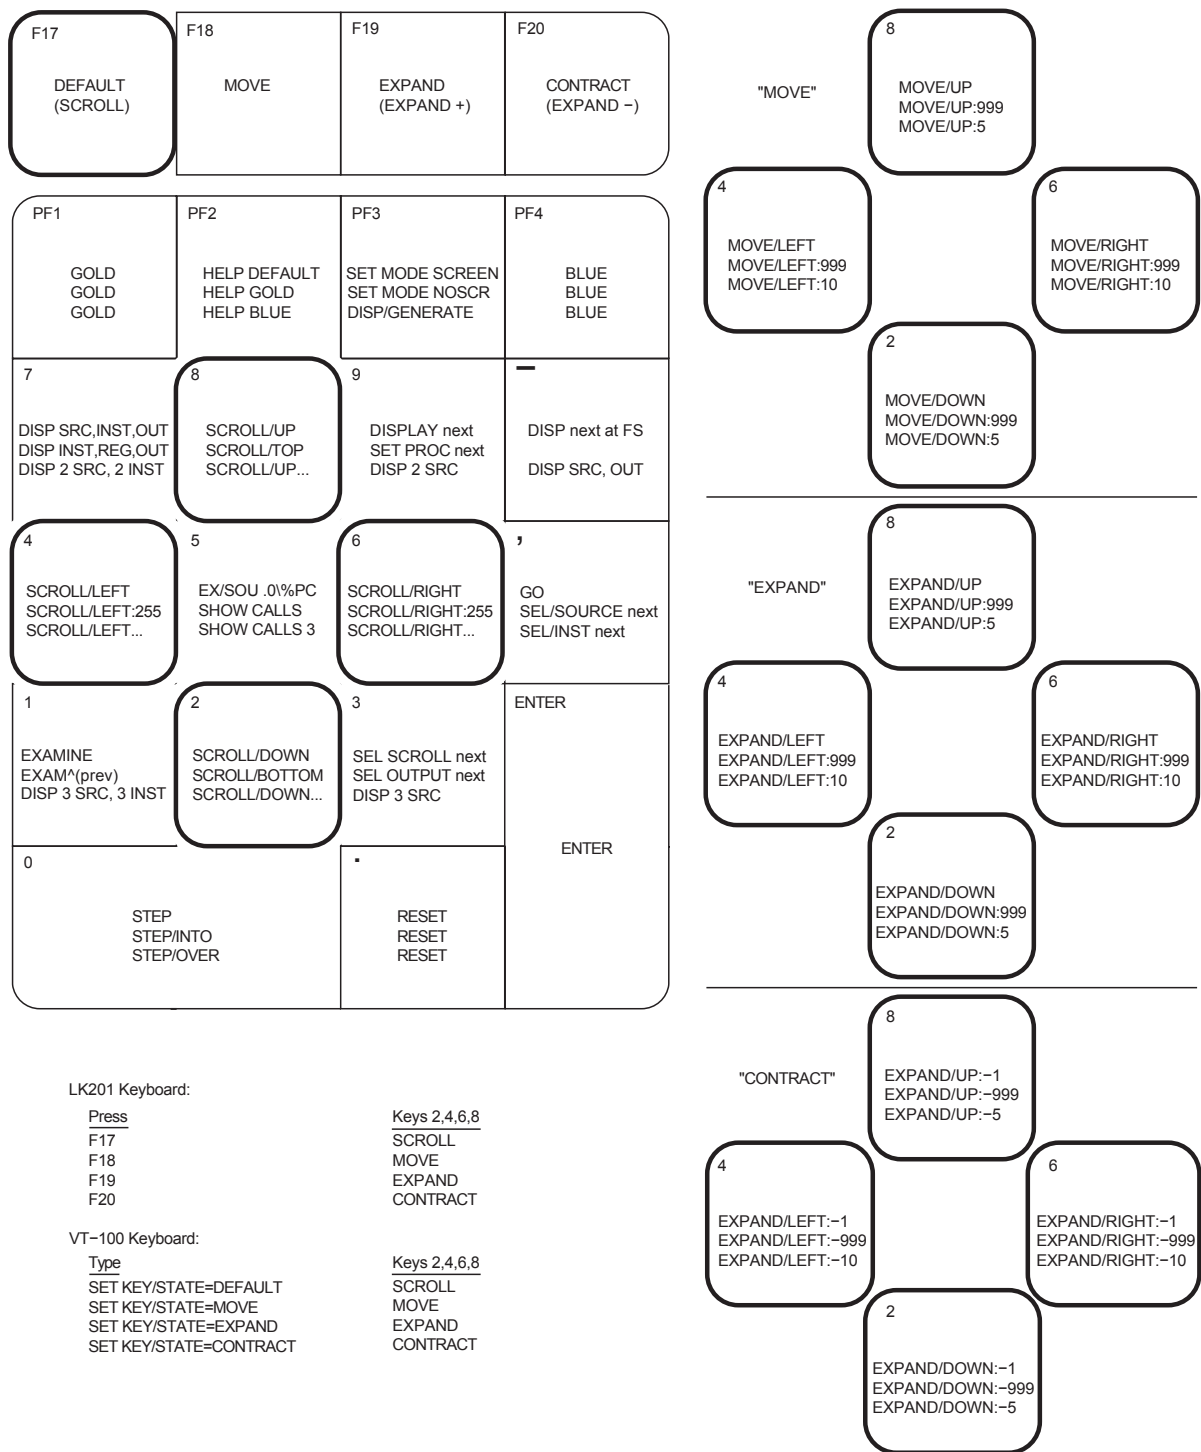 F17
DEFAULT
(SCROLL)
F18
MOVE
F19
EXPAND
(EXPAND +)
F20
CONTRACT
(EXPAND −)
PF1
GOLD
GOLD
GOLD
PF2
HELP DEFAULT
HELP GOLD
HELP BLUE
PF3
SET MODE SCREEN
SET MODE NOSCR
DISP/GENERATE
PF4
BLUE
BLUE
BLUE
7
DISP SRC,INST,OUT
DISP INST,REG,OUT
DISP 2 SRC, 2 INST
8
SCROLL/UP
SCROLL/TOP
SCROLL/UP...
9
DISPLAY next
SET PROC next
DISP 2 SRC
−
DISP next at FS
DISP SRC, OUT
4
SCROLL/LEFT
SCROLL/LEFT:255
SCROLL/LEFT...
5
EX/SOU .0\%PC
SHOW CALLS
SHOW CALLS 3
6
SCROLL/RIGHT
SCROLL/RIGHT:255
SCROLL/RIGHT...
,
GO
SEL/SOURCE next
SEL/INST next
1
EXAMINE
EXAM^(prev)
DISP 3 SRC, 3 INST
2
SCROLL/DOWN
SCROLL/BOTTOM
SCROLL/DOWN...
3
SEL SCROLL next
SEL OUTPUT next
DISP 3 SRC
ENTER
ENTER
0
STEP
STEP/INTO
STEP/OVER
.
RESET
RESET
RESET
LK201 Keyboard:
Press Keys 2,4,6,8
F17 SCROLL
F18 MOVE
F19 EXPAND
F20 CONTRACT
VT−100 Keyboard:
Type Keys 2,4,6,8
SET KEY/STATE=DEFAULT SCROLL
SET KEY/STATE=MOVE MOVE
SET KEY/STATE=EXPAND EXPAND
SET KEY/STATE=CONTRACT CONTRACT
"MOVE"
8
MOVE/UP
MOVE/UP:999
MOVE/UP:5
4
MOVE/LEFT
MOVE/LEFT:999
MOVE/LEFT:10
6
MOVE/RIGHT
MOVE/RIGHT:999
MOVE/RIGHT:10
2
MOVE/DOWN
MOVE/DOWN:999
MOVE/DOWN:5
"EXPAND"
8
EXPAND/UP
EXPAND/UP:999
EXPAND/UP:5
4
EXPAND/LEFT
EXPAND/LEFT:999
EXPAND/LEFT:10
6
EXPAND/RIGHT
EXPAND/RIGHT:999
EXPAND/RIGHT:10
2
EXPAND/DOWN
EXPAND/DOWN:999
EXPAND/DOWN:5
"CONTRACT"
8
EXPAND/UP:−1
EXPAND/UP:−999
EXPAND/UP:−5
4
EXPAND/LEFT:−1
EXPAND/LEFT:−999
EXPAND/LEFT:−10
6
EXPAND/RIGHT:−1
EXPAND/RIGHT:−999
EXPAND/RIGHT:−10
2
EXPAND/DOWN:−1
EXPAND/DOWN:−999
EXPAND/DOWN:−5